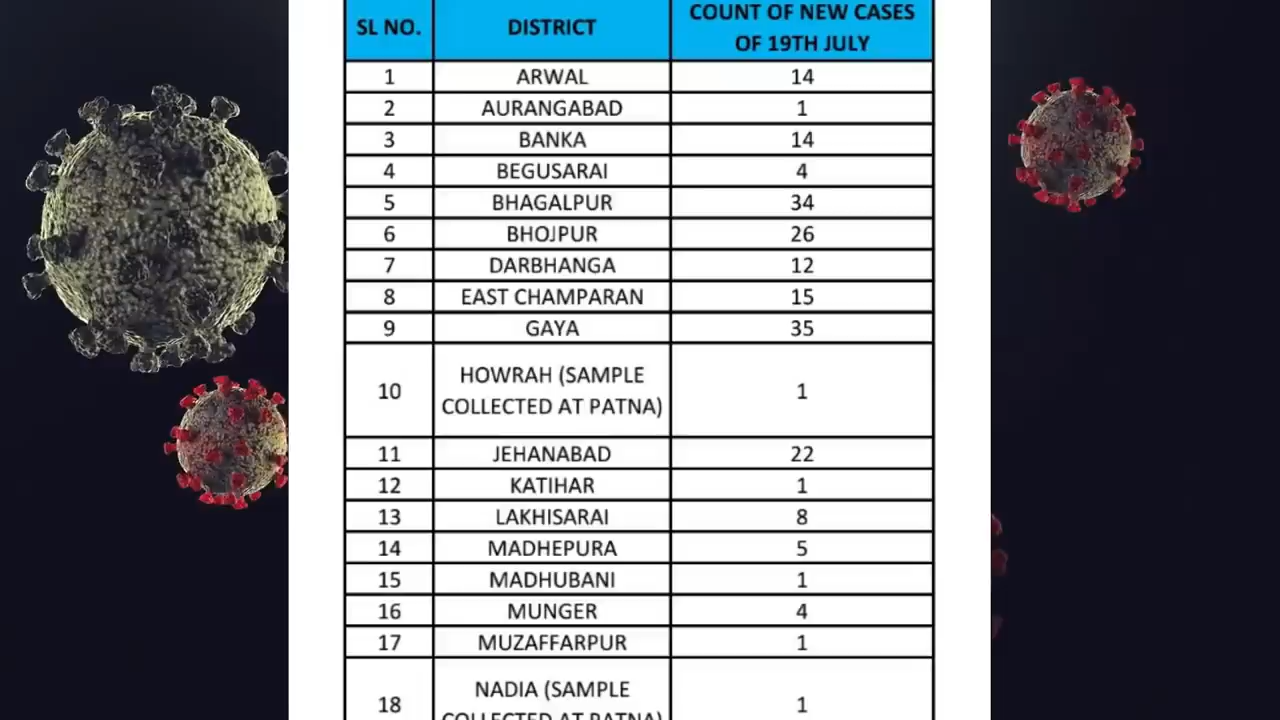 SL NO. DISTRICT COUNT OF NEW CASES
OF 19TH JULY
1 ARWAL 14
2 AURANGABAD 1
3 BANKA 14
4 BEGUSARAI 4
5 BHAGALPUR 34
6 BHOJPUR 26
7 DARBHANGA 12
8 EAST CHAMPARAN 15
9 GAYA 35
10 HOWRAH (SAMPLE
COLLECTED AT PATNA) 1
11 JEHANABAD 22
12 KATIHAR 1
13 LAKHISARAI 8
14 MADHEPURA 5
15 MADHUBANI 1
16 MUNGER 4
17 MUZAFFARPUR 1
18 NADIA (SAMPLE
COLLECTED AT PATNA) 1